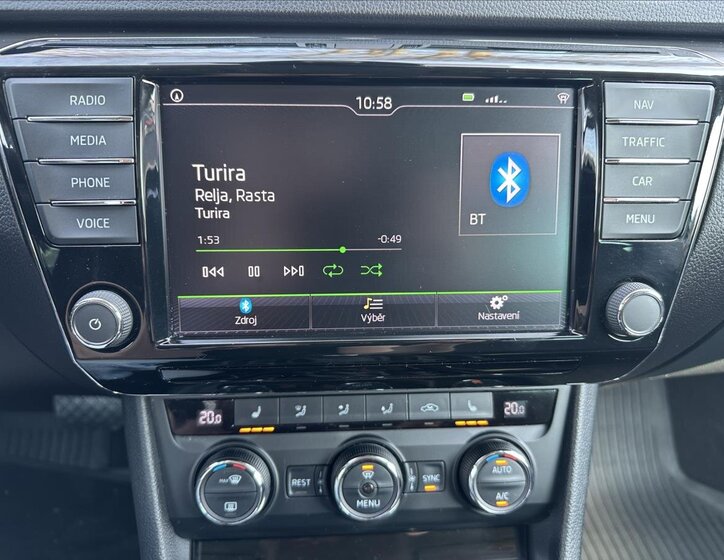 RADIO
MEDIA
PHONE
VOICE
10:58
Turira
Relja, Rasta
Turira
1:53
-0:49
BT
Zdroj
Výběr
Nastavení
NAV
TRAFFIC
CAR
MENU
20.0
20.0
MAX
REST
MENU
SYNC
AUTO
A/C